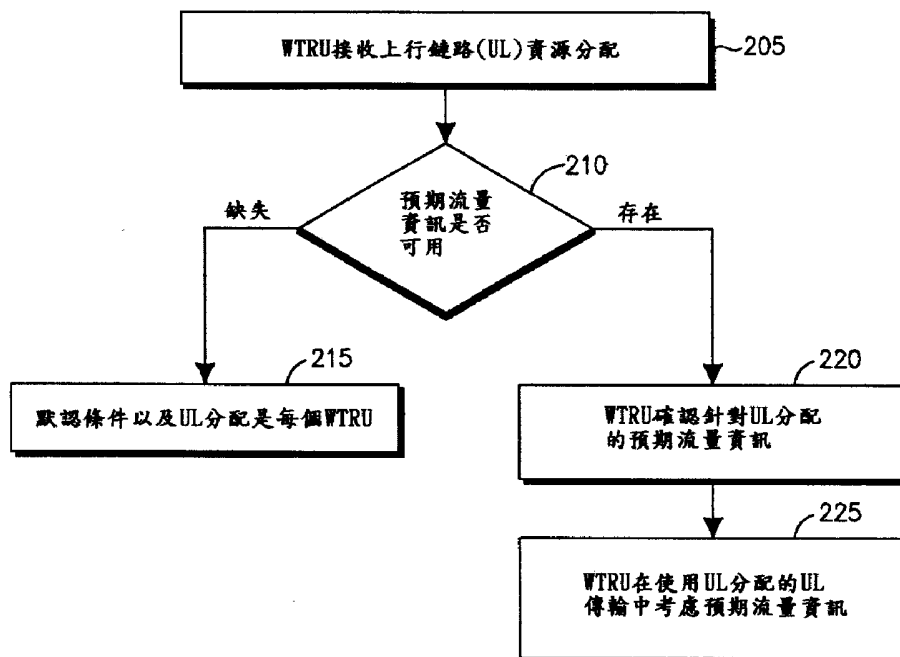 WTRU接收上行鏈路(UL)資源分配
205
210
預期流量
資訊是否
可用
缺失
存在
215
默認條件以及UL分配是每個WTRU
220
WTRU確認針對UL分配
的預期流量資訊
225
WTRU在使用UL分配的UL
傳輸中考慮預期流量資訊